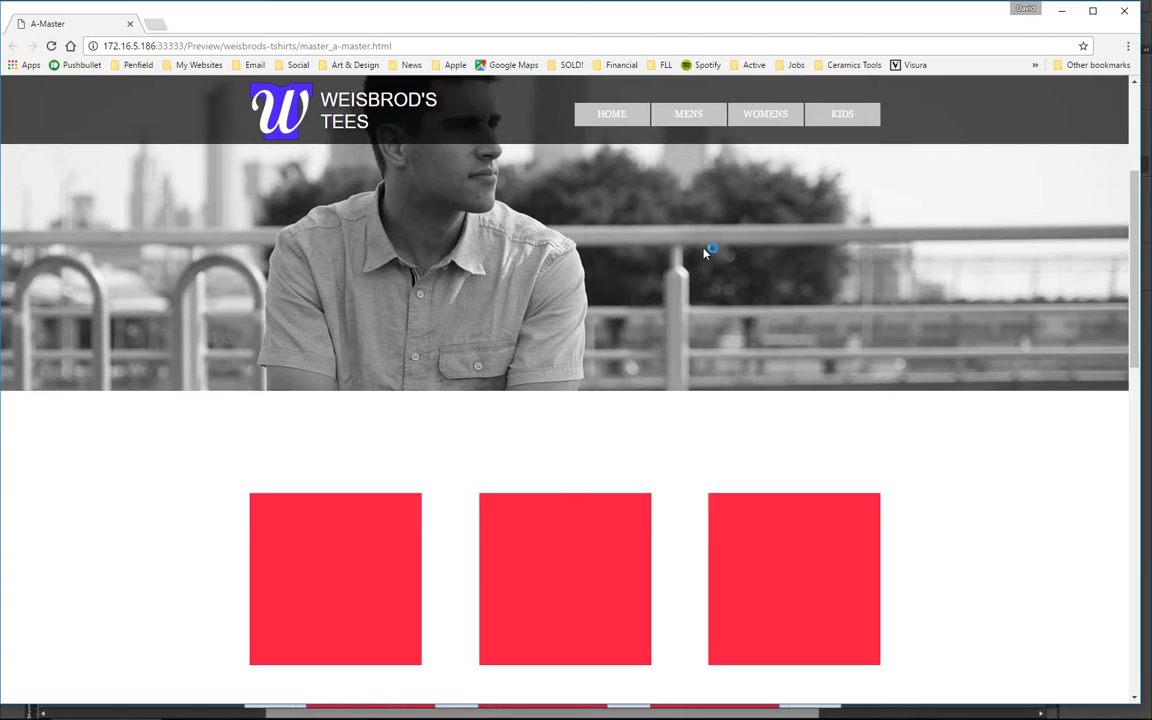 David
A-Master
172.16.5.186:33333/Preview/weisbrods-tshirts/master_a-master.html
Apps Pushbullet Penfield My Websites Email Social Art & Design News Apple Google Maps SOLD! Financial FLL Spotify Active Jobs Ceramics Tools V Visura » Other bookmarks
W WEISBROD'S
TEES
HOME MENS WOMENS KIDS